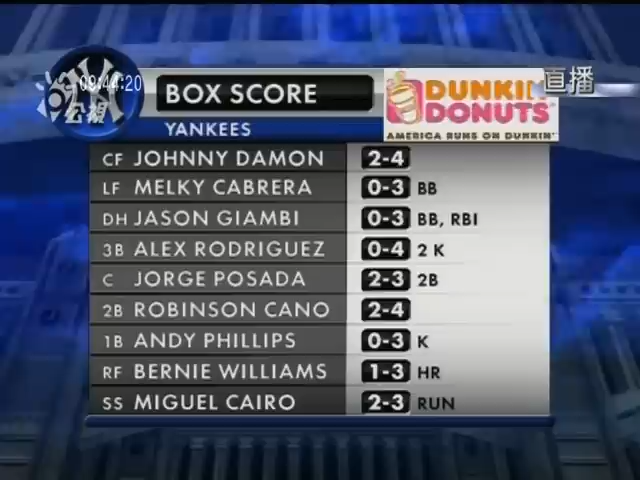 09:44:20
公視
BOX SCORE
DUNKIN'
DONUTS
AMERICA RUNS ON DUNKIN'
直播
YANKEES
CF JOHNNY DAMON 2-4
LF MELKY CABRERA 0-3 BB
DH JASON GIAMBI 0-3 BB, RBI
3B ALEX RODRIGUEZ 0-4 2 K
C JORGE POSADA 2-3 2B
2B ROBINSON CANO 2-4
1B ANDY PHILLIPS 0-3 K
RF BERNIE WILLIAMS 1-3 HR
SS MIGUEL CAIRO 2-3 RUN